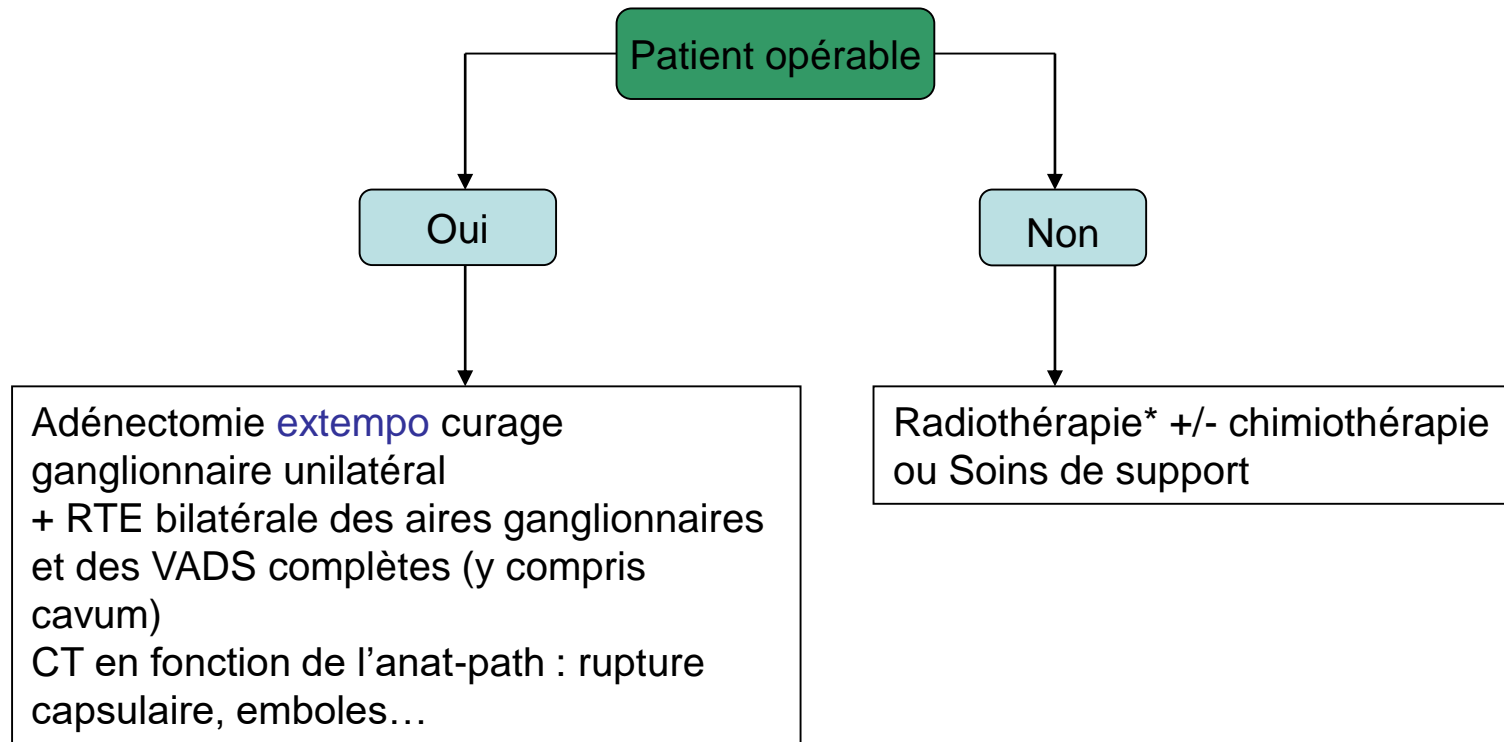 Patient opérable
Oui
Non
Adénectomie extempo curage
ganglionnaire unilatéral
+ RTE bilatérale des aires ganglionnaires
et des VADS complètes (y compris
cavum)
CT en fonction de l’anat-path : rupture
capsulaire, emboles…
Radiothérapie* +/- chimiothérapie
ou Soins de support